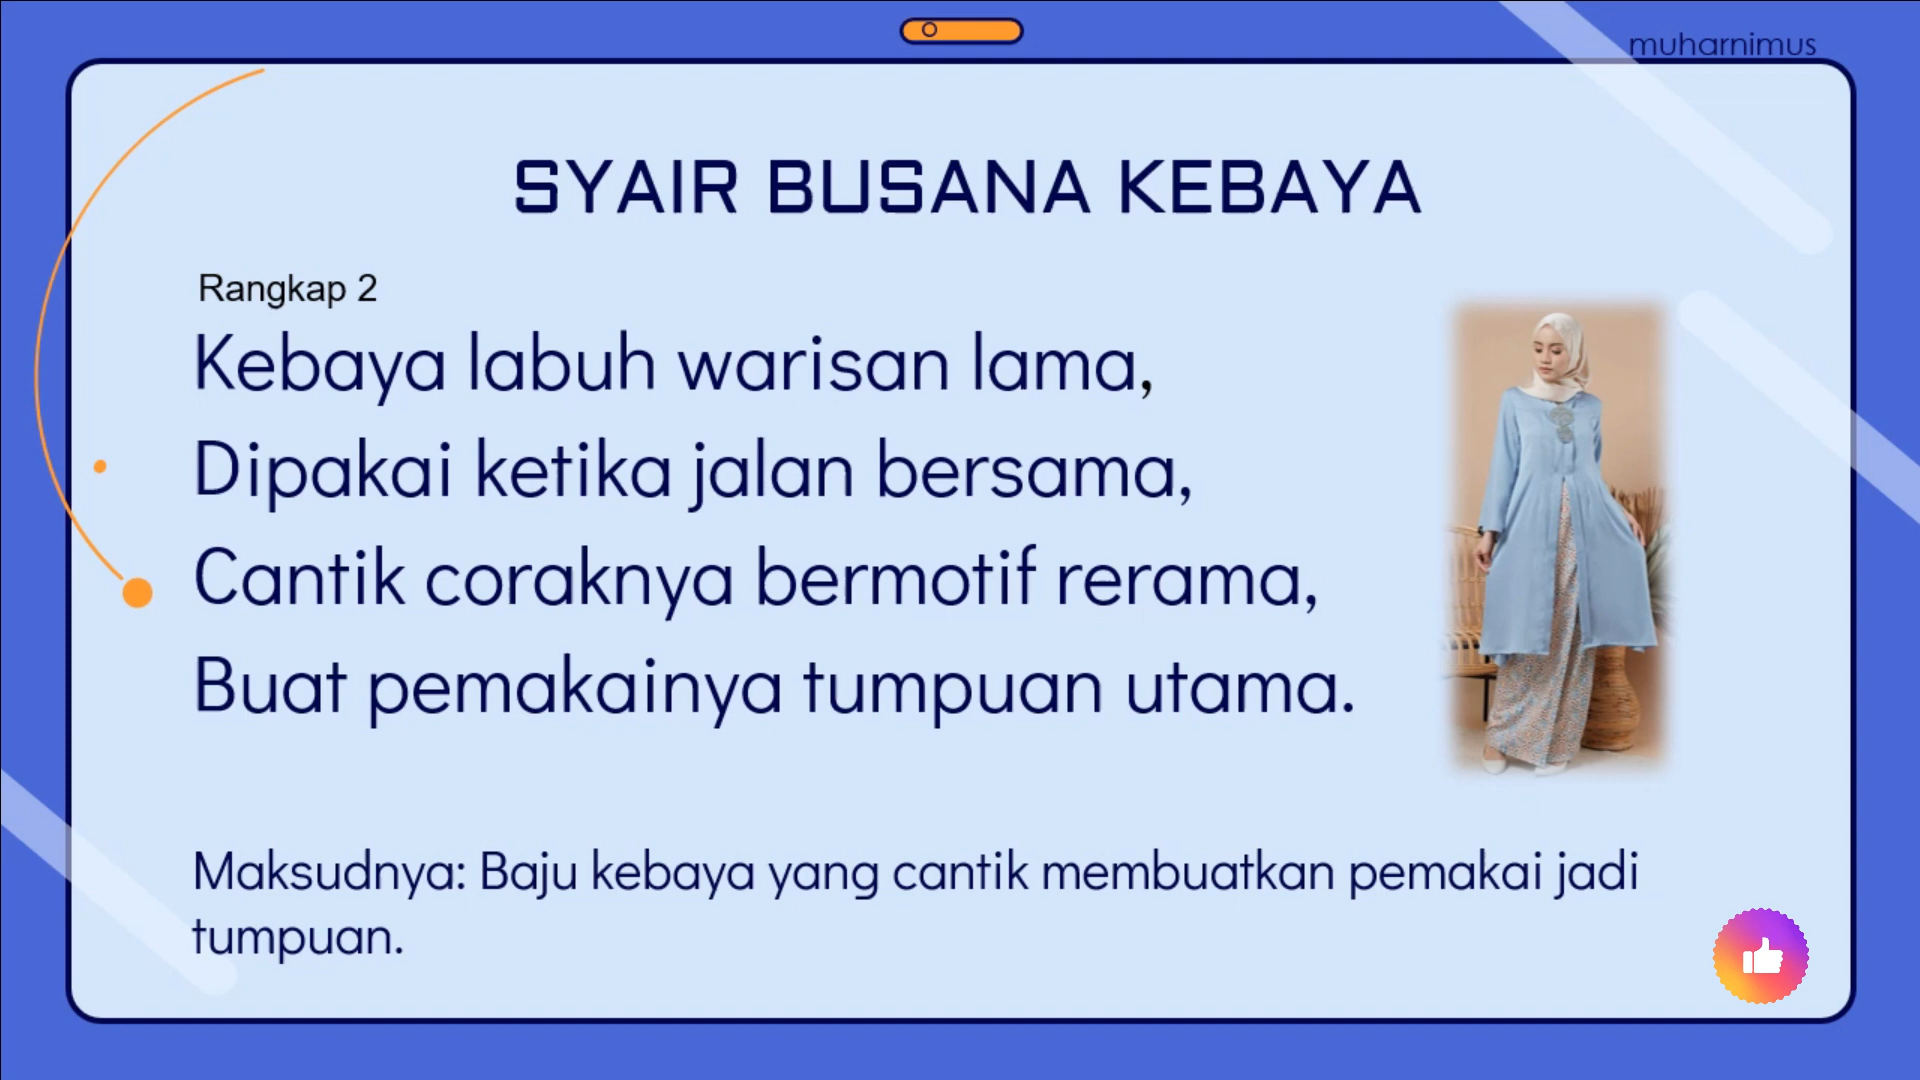 muharnimus
SYAIR BUSANA KEBAYA
Rangkap 2
Kebaya labuh warisan lama,
Dipakai ketika jalan bersama,
Cantik coraknya bermotif rerama,
Buat pemakainya tumpuan utama.
Maksudnya: Baju kebaya yang cantik membuatkan pemakai jadi
tumpuan.